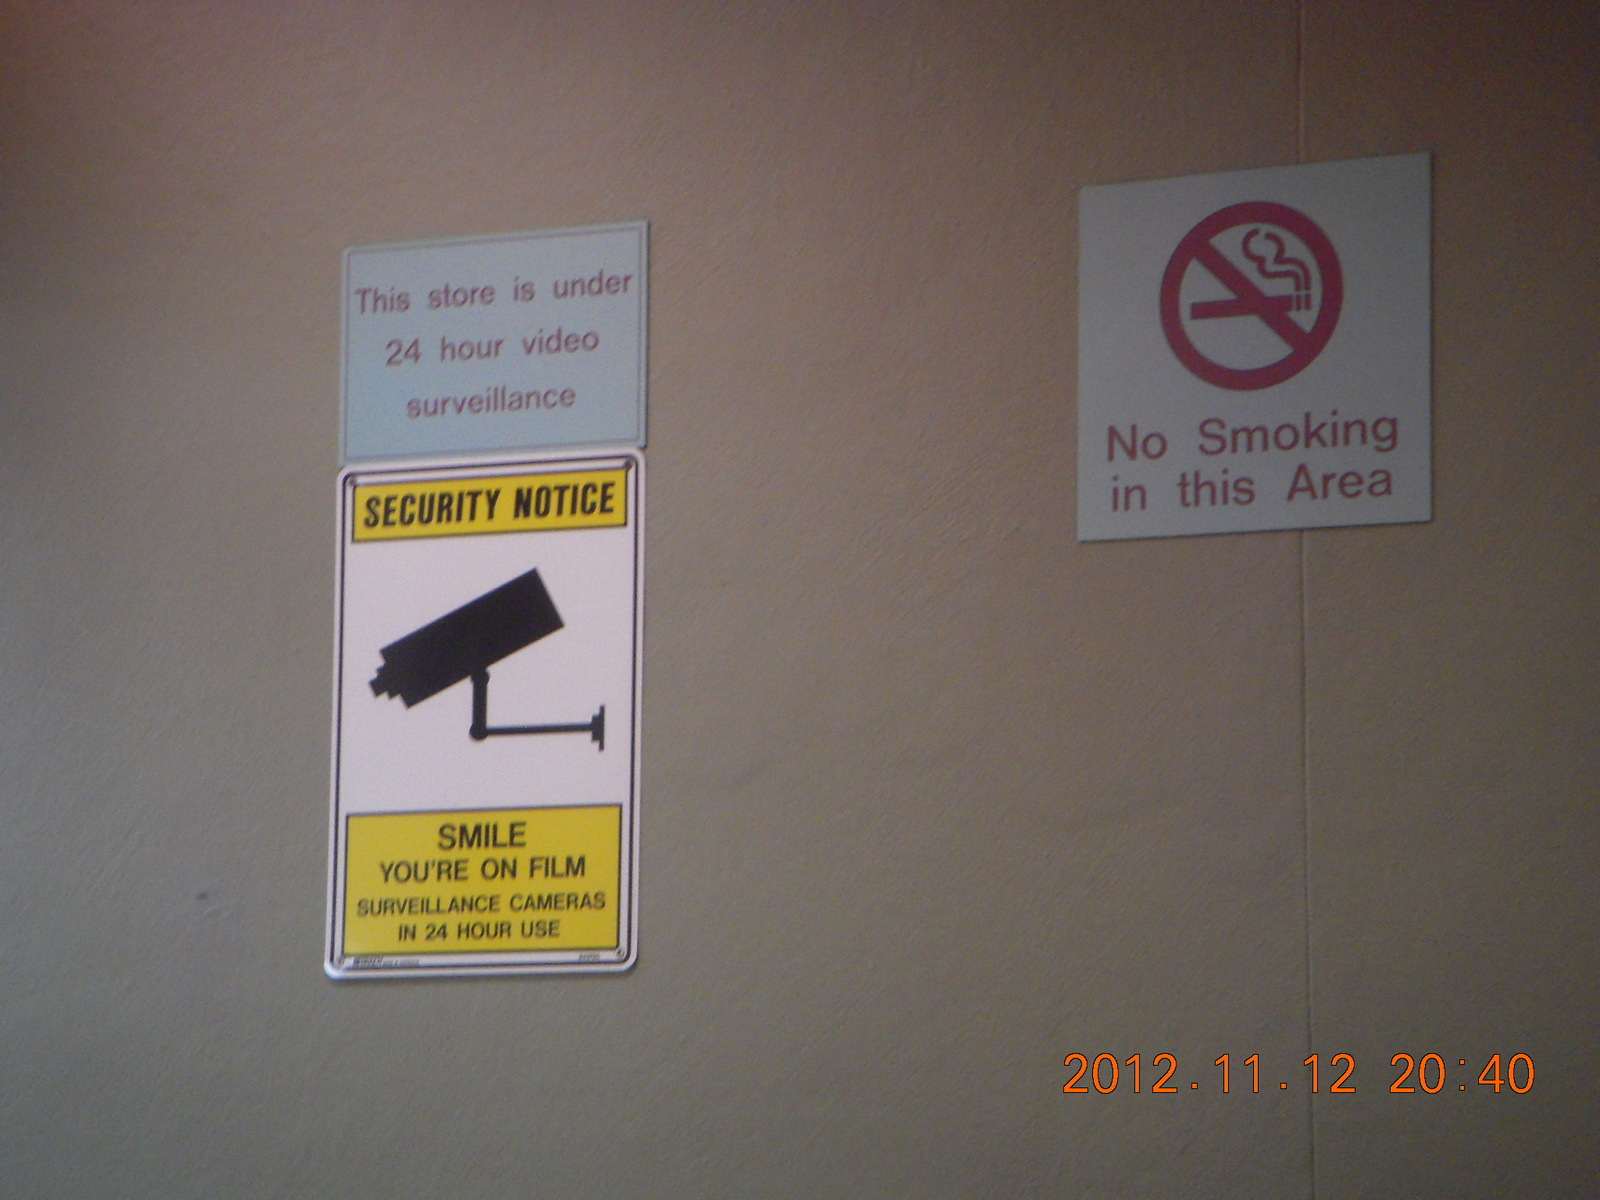 This store is under
24 hour video
surveillance
SECURITY NOTICE
SMILE
YOU'RE ON FILM
SURVEILLANCE CAMERAS
IN 24 HOUR USE
No Smoking
in this Area
2012.11.12 20:40